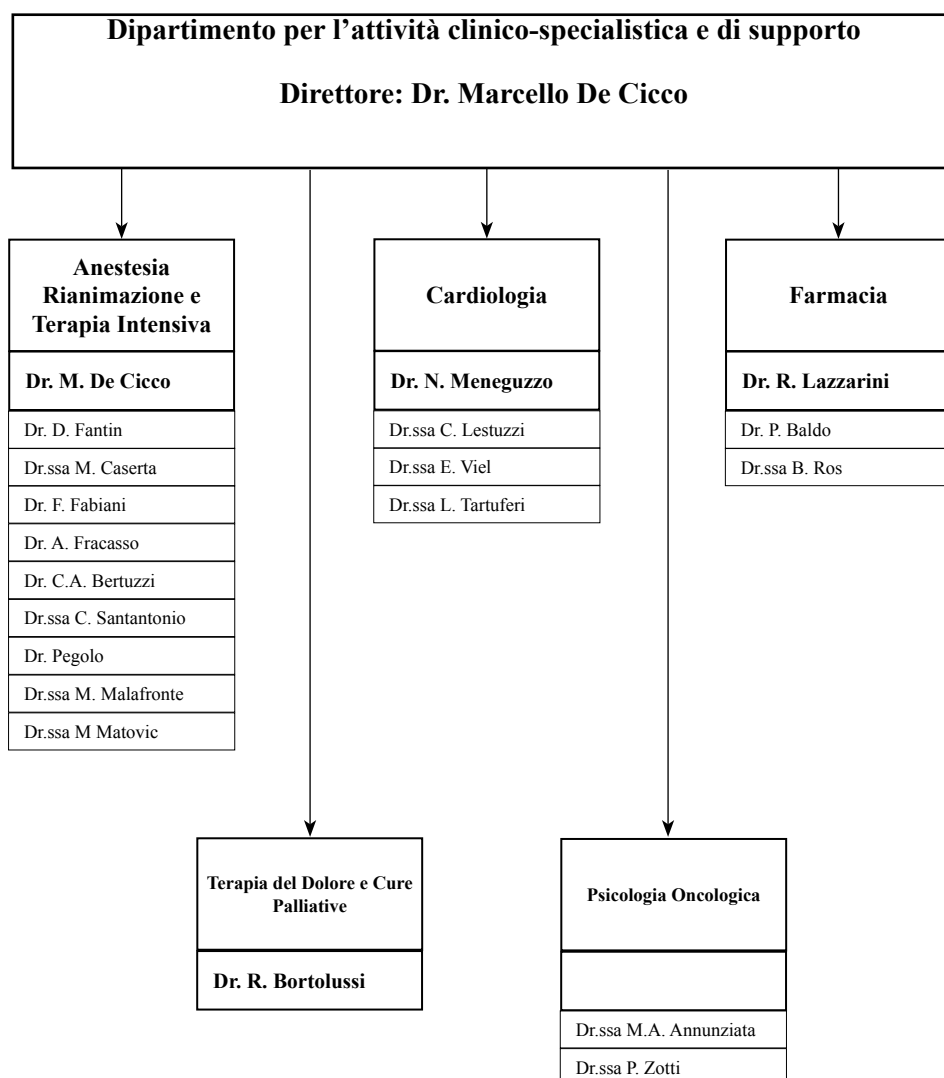 Dipartimento per l’attività clinico-specialistica e di supporto
Direttore: Dr. Marcello De Cicco
Anestesia
Rianimazione e
Terapia Intensiva
Dr. M. De Cicco
Dr. D. Fantin
Dr.ssa M. Caserta
Dr. F. Fabiani
Dr. A. Fracasso
Dr. C.A. Bertuzzi
Dr.ssa C. Santantonio
Dr. Pegolo
Dr.ssa M. Malafronte
Dr.ssa M Matovic
Cardiologia
Dr. N. Meneguzzo
Dr.ssa C. Lestuzzi
Dr.ssa E. Viel
Dr.ssa L. Tartuferi
Farmacia
Dr. R. Lazzarini
Dr. P. Baldo
Dr.ssa B. Ros
Terapia del Dolore e Cure
Palliative
Dr. R. Bortolussi
Psicologia Oncologica
Dr.ssa M.A. Annunziata
Dr.ssa P. Zotti